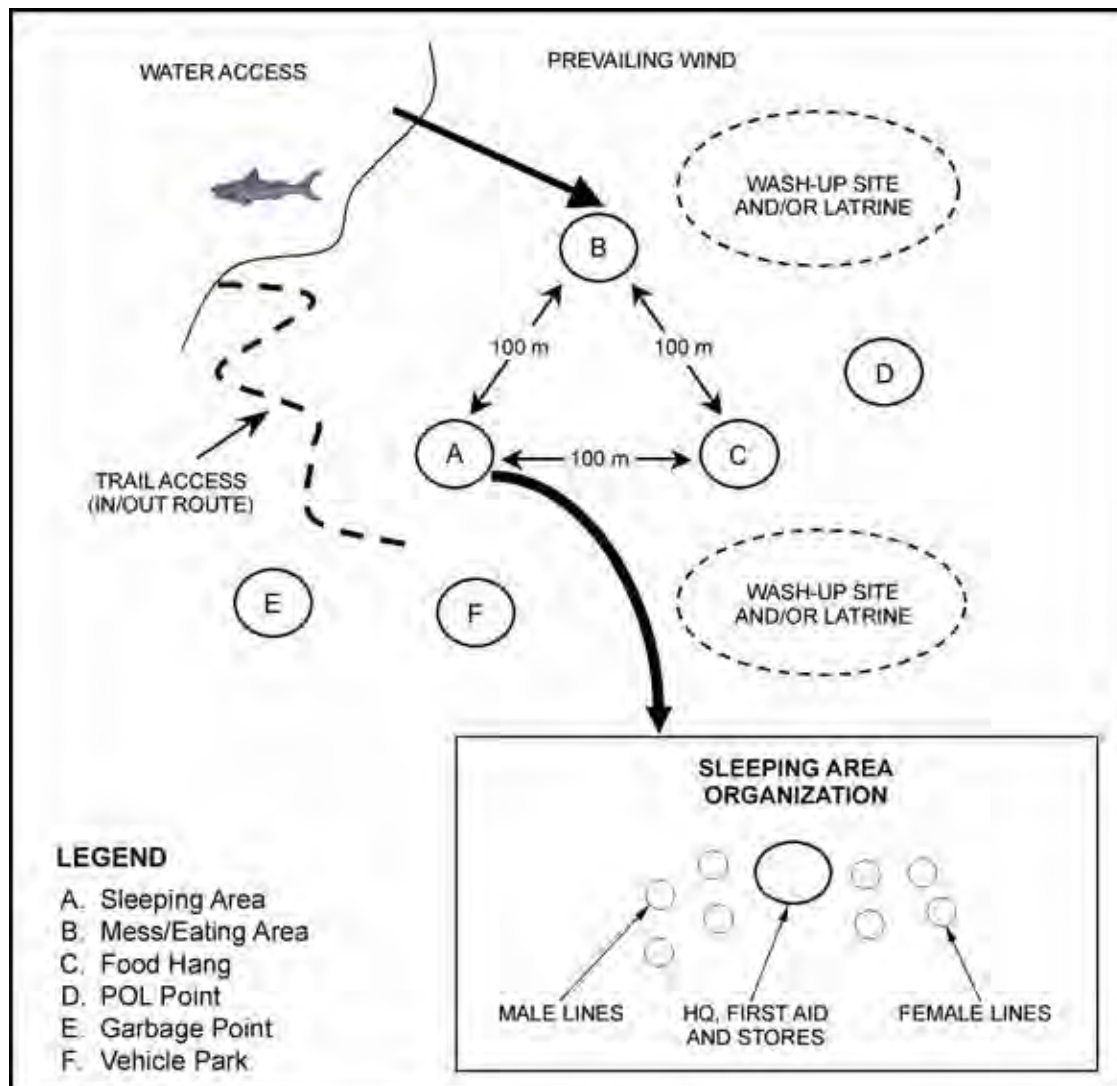 WATER ACCESS
PREVAILING WIND
WASH-UP SITE
AND/OR LATRINE
B
100 m
100 m
D
A
100 m
C
TRAIL ACCESS
(IN/OUT ROUTE)
E
F
WASH-UP SITE
AND/OR LATRINE
SLEEPING AREA
ORGANIZATION
MALE LINES
HQ, FIRST AID
AND STORES
FEMALE LINES
LEGEND
A. Sleeping Area
B. Mess/Eating Area
C. Food Hang
D. POL Point
E. Garbage Point
F. Vehicle Park